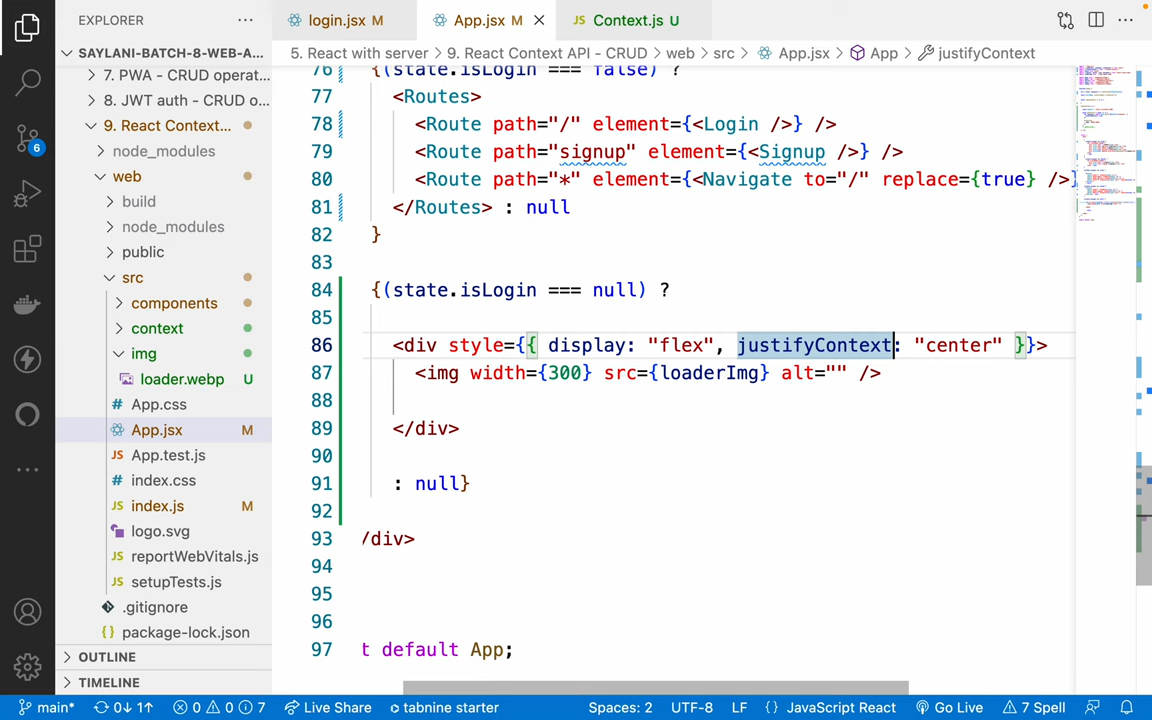 EXPLORER
SAYLANI-BATCH-8-WEB-A...
7. PWA - CRUD operat...
8. JWT auth - CRUD o...
9. React Context...
node_modules
web
build
node_modules
public
src
components
context
img
loader.webp U
# App.css
App.jsx M
JS App.test.js
# index.css
JS index.js M
logo.svg
JS reportWebVitals.js
JS setupTests.js
.gitignore
{} package-lock.json
OUTLINE
TIMELINE
6
login.jsx M
App.jsx M
JS Context.js U
5. React with server > 9. React Context API - CRUD > web > src > App.jsx > App > justifyContext
76 {(state.isLogin === false) ?
77 <Routes>
78 <Route path="/" element={<Login />} />
79 <Route path="signup" element={<Signup />} />
80 <Route path="*" element={<Navigate to="/" replace={true} />}
81 </Routes> : null
82 }
83
84 {(state.isLogin === null) ?
85
86 <div style={{ display: "flex", justifyContext: "center" }}>
87 <img width={300} src={loaderImg} alt="" />
88
89 </div>
90
91 : null}
92
93 /div>
94
95
96
97 t default App;
main* 0↓ 1↑ 0 0 7 Live Share tabnine starter Spaces: 2 UTF-8 LF {} JavaScript React Go Live 7 Spell